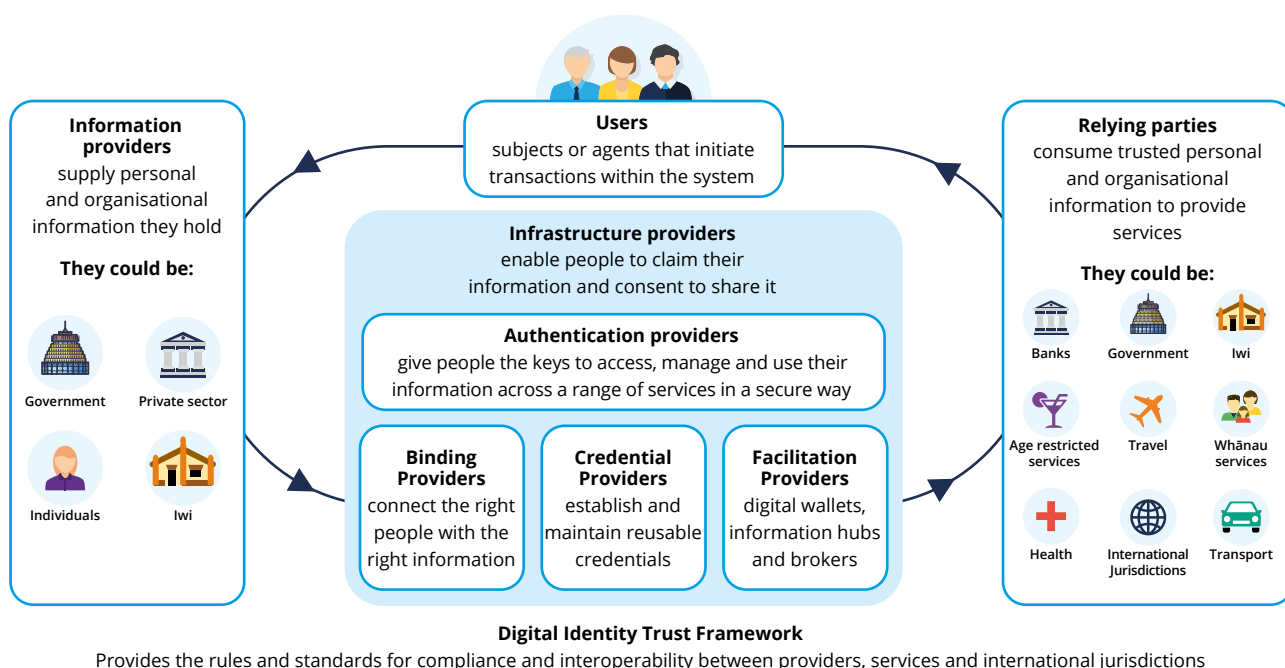 Users
subjects or agents that initiate
transactions within the system
Information
providers
supply personal
and organisational
information they hold
They could be:
Government
Private sector
Individuals
Iwi
Infrastructure providers
enable people to claim their
information and consent to share it
Authentication providers
give people the keys to access, manage and use their
information across a range of services in a secure way
Binding
Providers
connect the right
people with the
right information
Credential
Providers
establish and
maintain reusable
credentials
Facilitation
Providers
digital wallets,
information hubs
and brokers
Relying parties
consume trusted personal
and organisational
information to provide
services
They could be:
Banks
Government
Iwi
Age restricted
services
Travel
Whānau
services
Health
International
Jurisdictions
Transport
Digital Identity Trust Framework
Provides the rules and standards for compliance and interoperability between providers, services and international jurisdictions